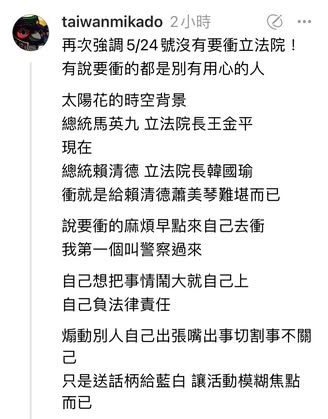 taiwanmikado 2小時
再次強調 5/24 號沒有要衝立法院！
有說要衝的都是別有用心的人
太陽花的時空背景
總統馬英九 立法院長王金平
現在
總統賴清德 立法院長韓國瑜
衝就是給賴清德蕭美琴難堪而已
說要衝的麻煩早點來自己去衝
我第一個叫警察過來
自己想把事情鬧大就自己上
自己負法律責任
煽動別人自己出張嘴出事切割事不關
己
只是送話柄給藍白 讓活動模糊焦點
而已